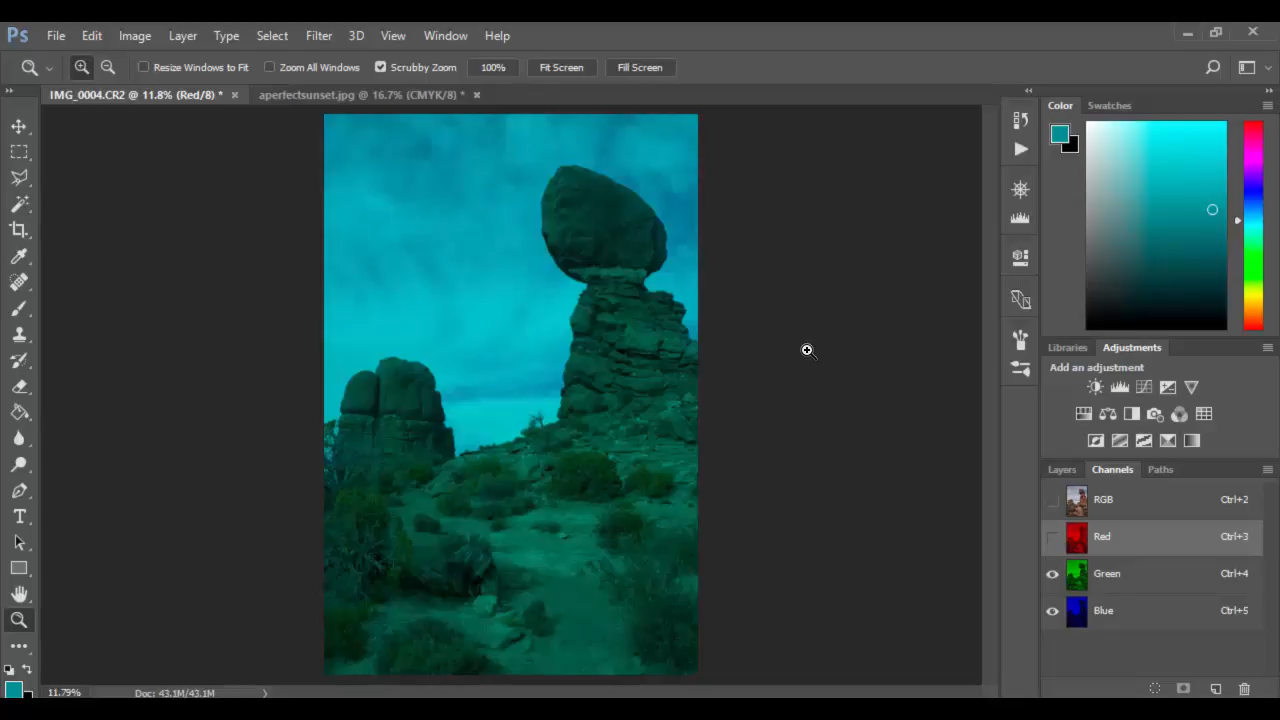 Ps File Edit Image Layer Type Select Filter 3D View Window Help
Resize Windows to Fit Zoom All Windows Scrubby Zoom 100% Fit Screen Fill Screen
IMG_0004.CR2 @ 11.8% (Red/8) * aperfectsunset.jpg @ 16.7% (CMYK/8) *
Color Swatches
Libraries Adjustments
Add an adjustment
Layers Channels Paths
RGB Ctrl+2
Red Ctrl+3
Green Ctrl+4
Blue Ctrl+5
11.79% Doc: 43.1M/43.1M